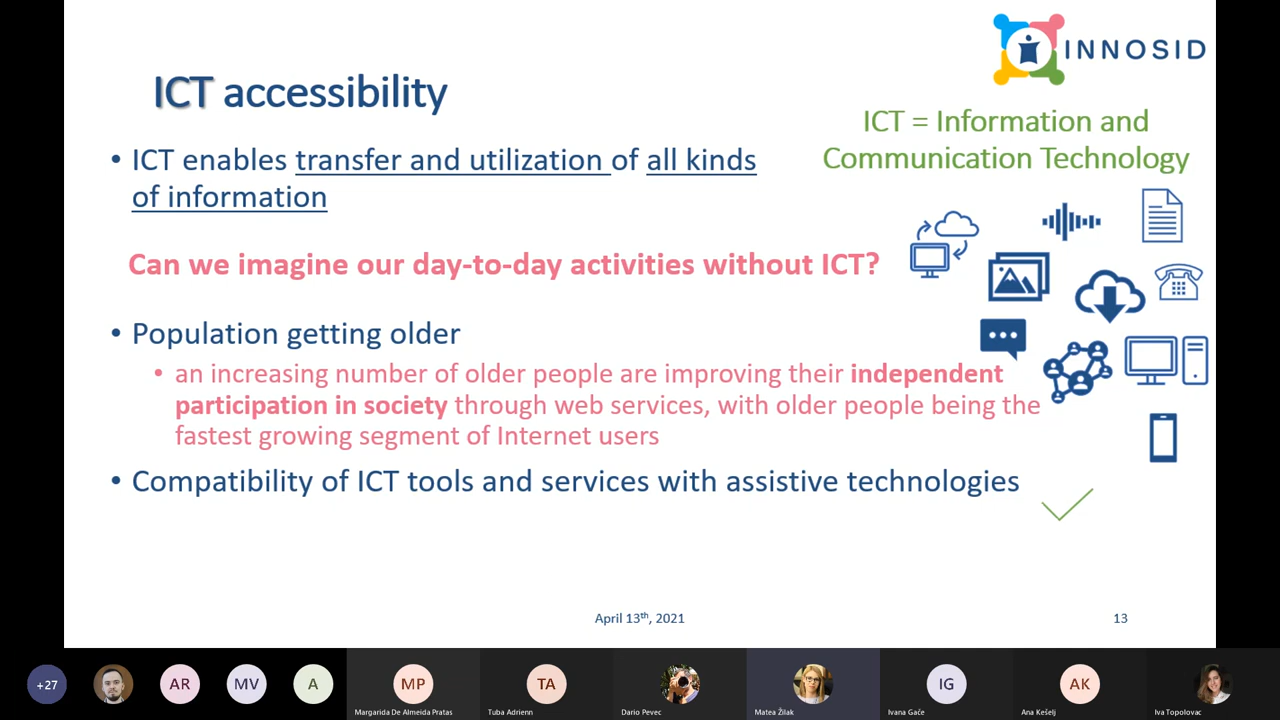 INNOSID
ICT accessibility
ICT = Information and
Communication Technology
• ICT enables transfer and utilization of all kinds
of information
Can we imagine our day-to-day activities without ICT?
• Population getting older
• an increasing number of older people are improving their independent
participation in society through web services, with older people being the
fastest growing segment of Internet users
• Compatibility of ICT tools and services with assistive technologies
April 13th, 2021
13
+27
AR
MV
A
MP
Margarida De Almeida Pratas
TA
Tuba Adrienn
Dario Pevec
Matea Žilak
IG
Ivana Gaće
AK
Ana Kešelj
Iva Topolovac